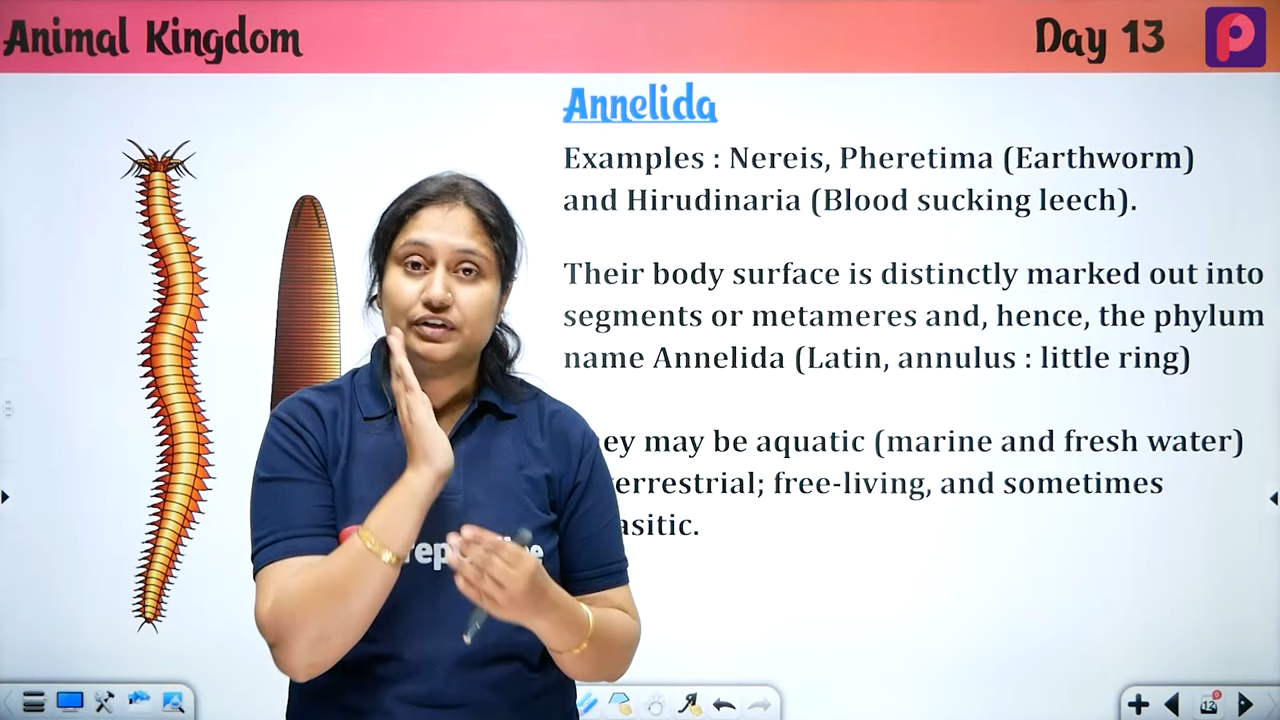 Animal Kingdom
Day 13
Annelida
Examples : Nereis, Pheretima (Earthworm)
and Hirudinaria (Blood sucking leech).
Their body surface is distinctly marked out into
segments or metameres and, hence, the phylum
name Annelida (Latin, annulus : little ring)
ey may be aquatic (marine and fresh water)
errestrial; free-living, and sometimes
asitic.
12